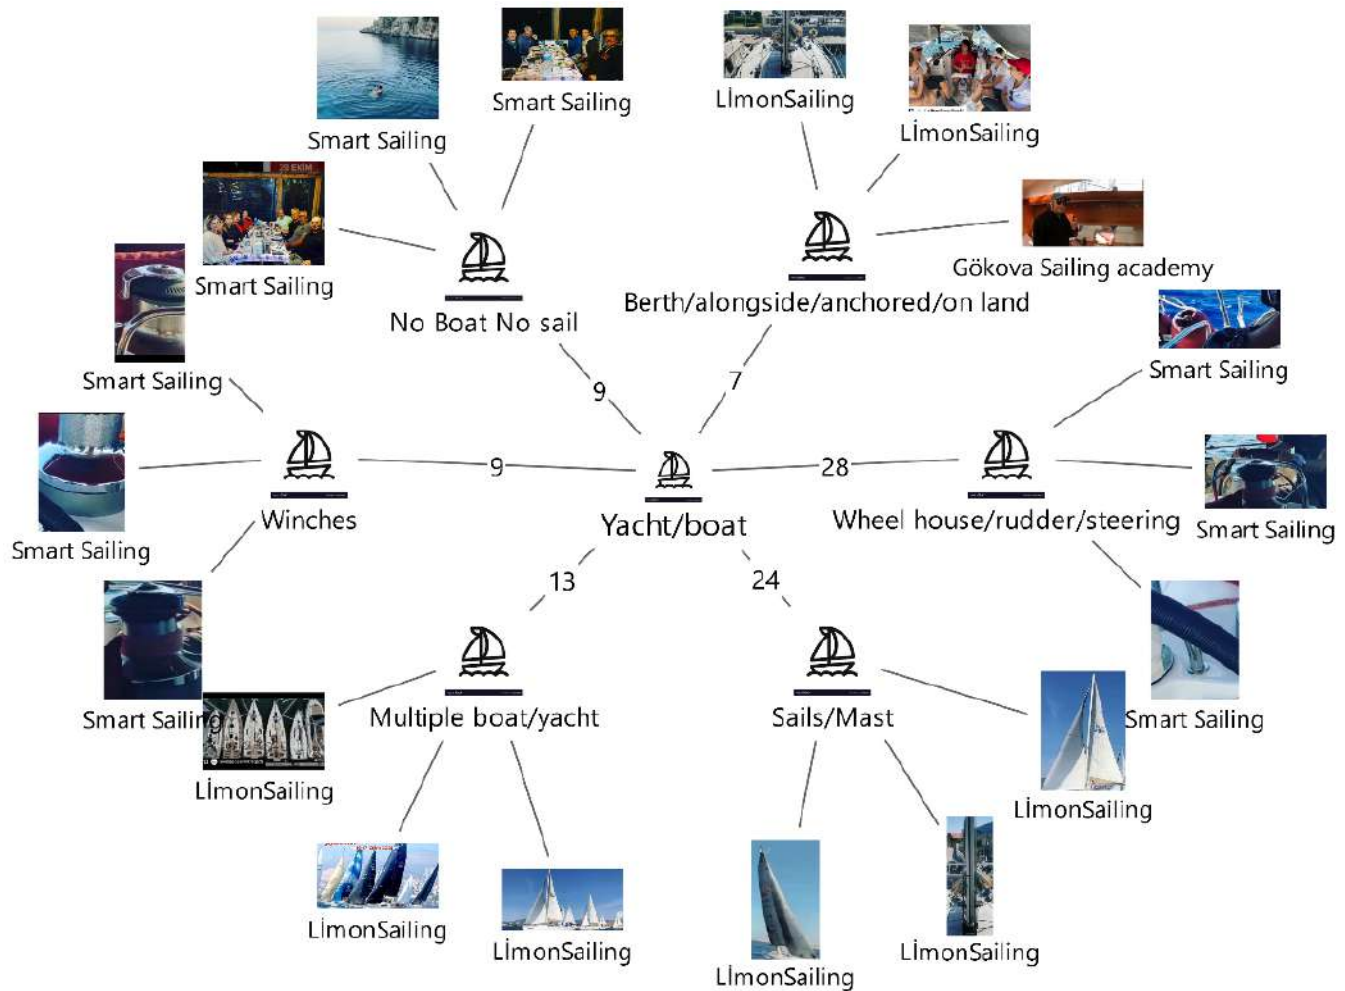 Smart Sailing
Smart Sailing
LİmonSailing
LİmonSailing
29 EKİM
Smart Sailing
Gökova Sailing academy
No Boat No sail
Berth/alongside/anchored/on land
Smart Sailing
Smart Sailing
9
7
Winches
9
Yacht/boat
28
Wheel house/rudder/steering
Smart Sailing
Smart Sailing
13
24
Smart Sailing
Multiple boat/yacht
Sails/Mast
Smart Sailing
LİmonSailing
LİmonSailing
LİmonSailing
LİmonSailing
LİmonSailing
LİmonSailing